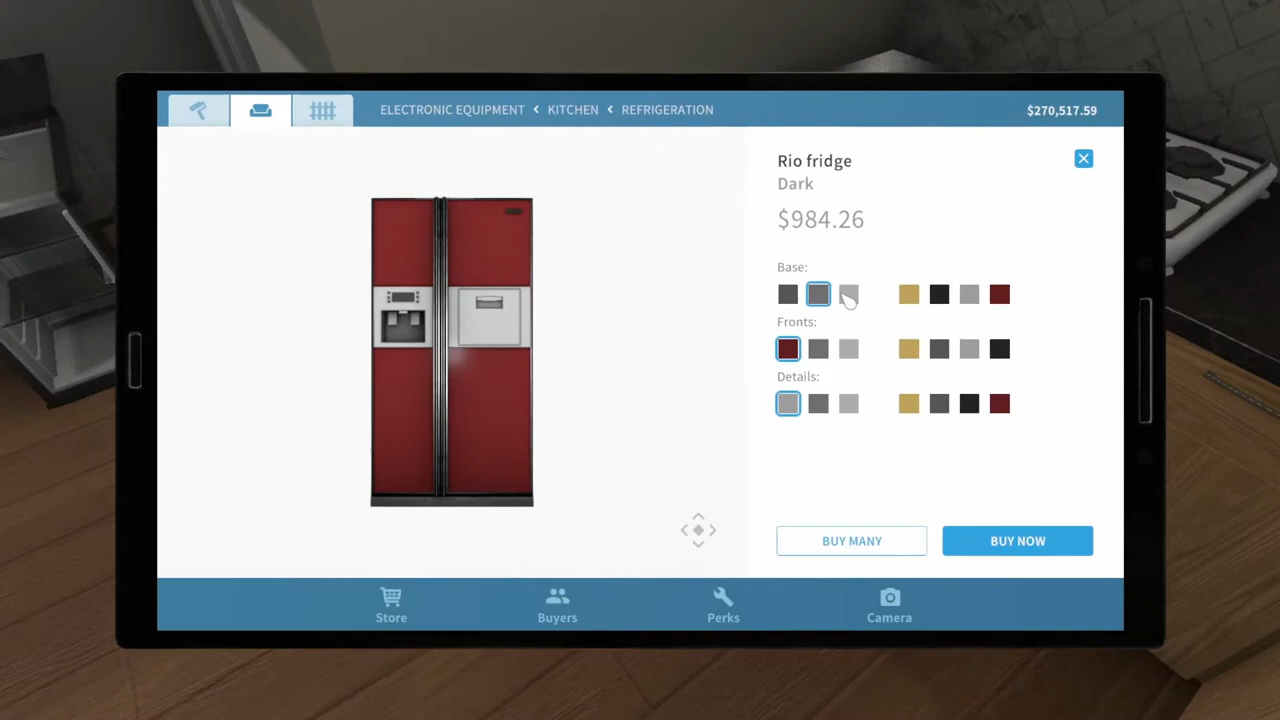 ELECTRONIC EQUIPMENT < KITCHEN < REFRIGERATION
$270,517.59
Rio fridge
Dark
$984.26
Base:
Fronts:
Details:
BUY MANY
BUY NOW
Store
Buyers
Perks
Camera